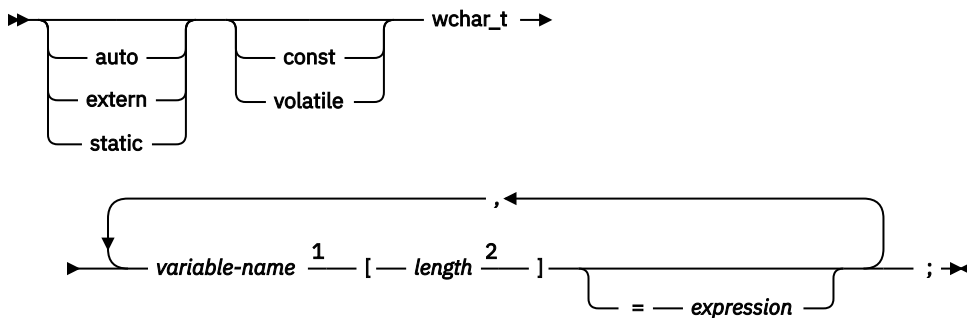 wchar_t
auto
const
extern
volatile
static
,
variable-name 1 [ length 2 ] ;
= expression